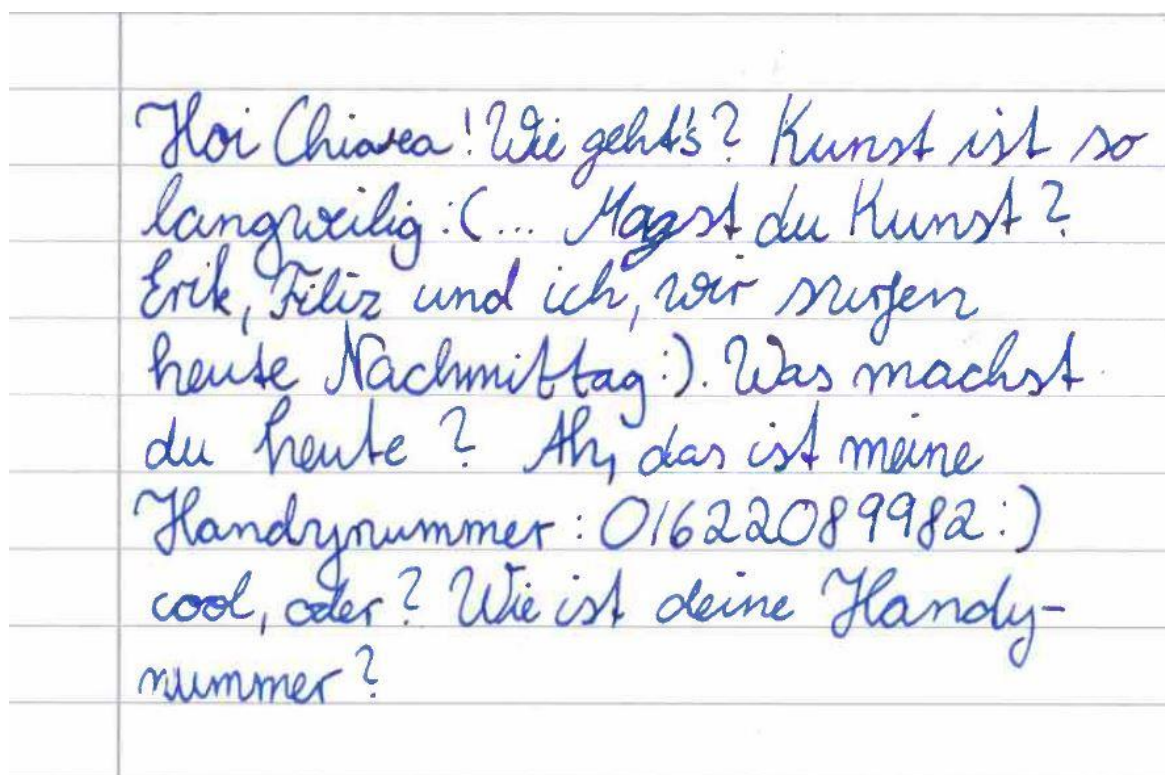 Hoi Chiara! Wie geht's? Kunst ist so
langweilig :(... Magst du Kunst?
Erik, Filiz und ich, wir surfen
heute Nachmittag :). Was machst
du heute? Ah, das ist meine
Handynummer: 01622089982 :)
cool, oder? Wie ist deine Handy-
nummer?